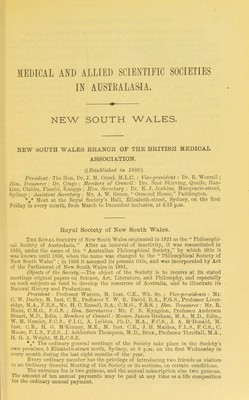 MEDICAL AND ALLIED SCIENTIFIC SOCIETIES
IN AUSTRALASIA.
NEW SOUTH WALES.
NEW SOUTH WALES BRANCH OF THE BRITISH MEDICAL
ASSOCIATION.
(Established in 1880)
President: The Hon. Dr. J. M. Creed, M.L.C.; Vice-president: Dr. R. Worrall;
Hon. Treasurer: Dr. Crago; Members of Council: Drs. Scot Skirving, Quaife, Han-
kins, Clubbe, Fiaschi, Rennie; Hon. Secretary: Dr. E. J. Jenkins, Macquarie-street,
Sydney; Assistant Secretary: Mr. A. W. Green, "Ormond House," Paddington.
*** Meet at the Royal Society's Hall, Elizabeth-street, Sydney, on the first
Friday in every month, from March to December inclusive, at 8.15 p.m.
Royal Society of New South Wales.
THE ROYAL SOCIETY of New South Wales originated in 1821 as the "Philosophi-
cal Society of Australasia." After an interval of inactivity, it was resuscitated in
1850, under the name of the "Australian Philosophical Society," by which title it
was known until 1856, when the name was changed to the "Philosophical Society of
New South Wales"; in 1866 it assumed its present title, and was incorporated by Act
of the Parliament of New South Wales in 1881.
Objects of the Society.—The object of the Society is to receive at its stated
meetings original papers on Science, Art, Literature, and Philosophy, and especially
on such subjects as tend to develop the resources of Australia, and to illustrate its
Natural History and Productions.
President: Professor Warren, M. Inst. C.E., Wh. Sc.; Vice-presidents: Mr.
C. W. Darley, M. Inst. C.E., Professor T. W. E. David, B.A., F.G.S., Professor Liver-
sidge, M.A., F.R.S., Mr. H. C. Russell, B.A., C.M.G., F.R.S.; Hon. Treasurer: Mr. R.
Hunt, C.M.G., F.G.S.; Hon. Secretaries: Mr. F. B. Kyngdon, Professor Anderson
Stuart, M.D., Edin.; Members of Council: Messrs. James Graham, M.A., M.D., Edin.,
W. M. Hamlet, F.C.S., F.I.C., A. Leibius, Ph.D., M.A., F.C.S., J. A. M'Donald, M.
Inst. C.E., H. G. M'Kinney, M.E., M. Inst. C.E., J. H. Maiden, F.L.S., F.C.S., C.
Moore, F.L.S., F.Z.S., J. Ashburton Thompson, M.D., Brux., Professor Threlfall, M.A.,
H. G. A. Wright, M.R.C.S.E.
*** The ordinary general meetings of the Society take place in the Society's
own premises, 5 Elizabeth-street north, Sydney, at 8 p.m. on the first Wednesday in
every month during the last eight months of the year.
Every ordinary member has the privilege of introducing two friends as visitors
to an Ordinary General Meeting of the Society or its sections, on certain conditions.
The entrance fee is two guineas, and the annual subscription also two guineas.
The amount of ten annual payments may be paid at any time as a life composition
for the ordinary annual payment.